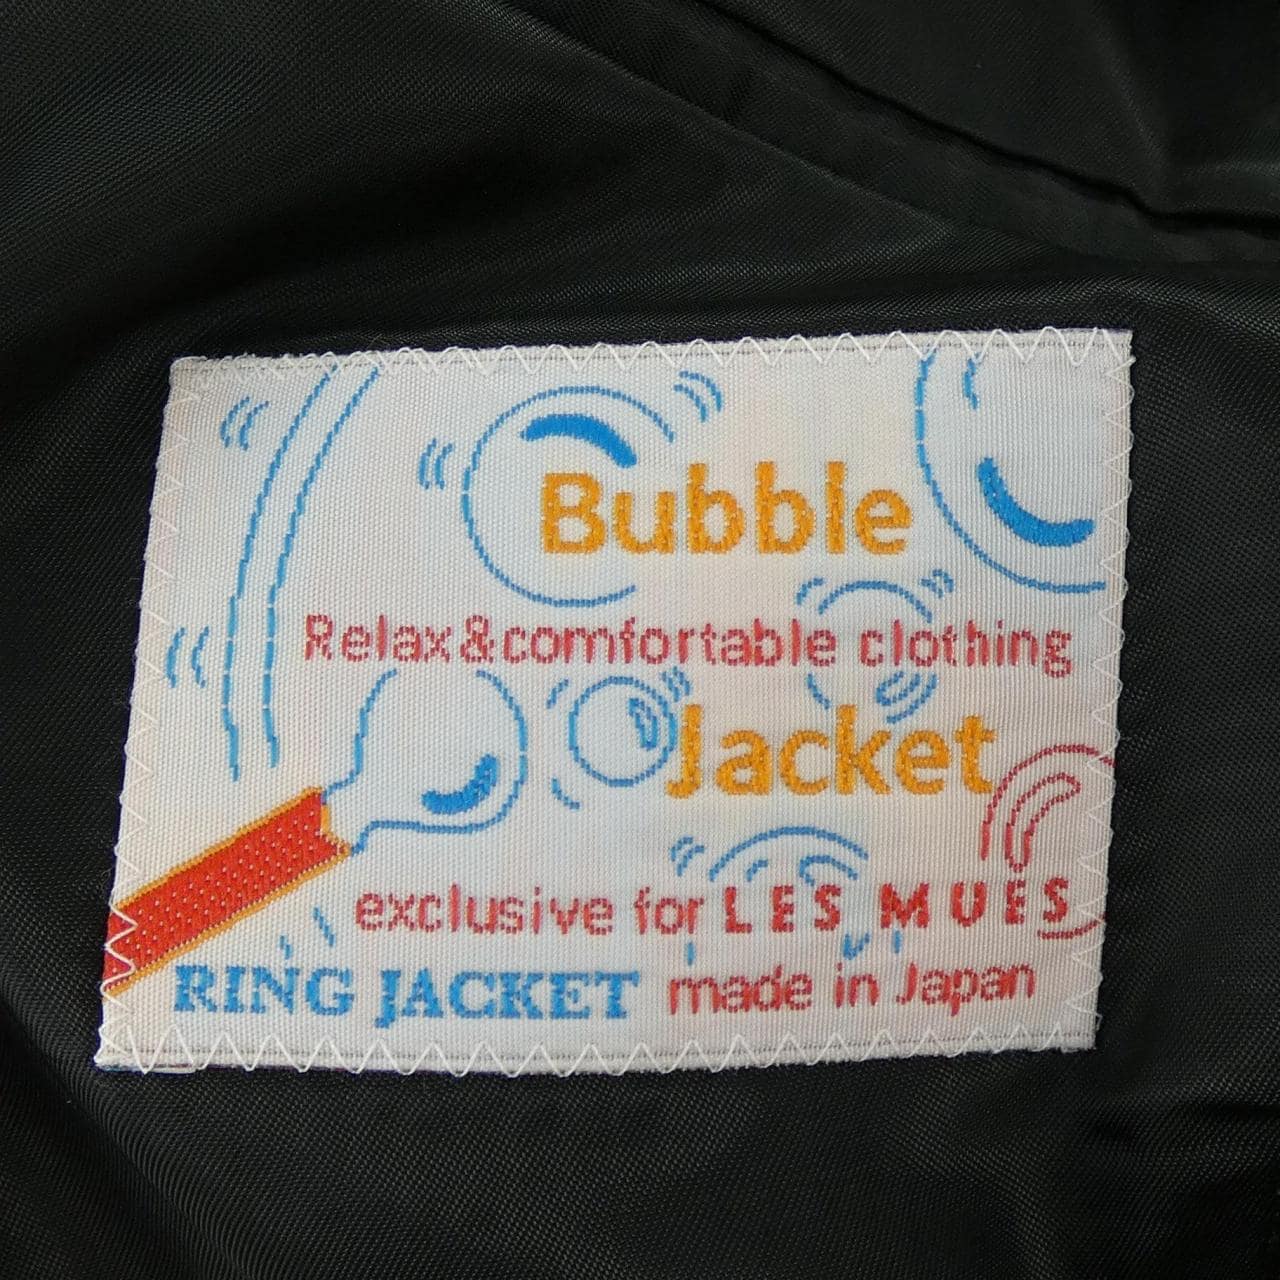 Bubble
Relax&comfortable clothing
Jacket
exclusive for LES MUES
RING JACKET made in Japan